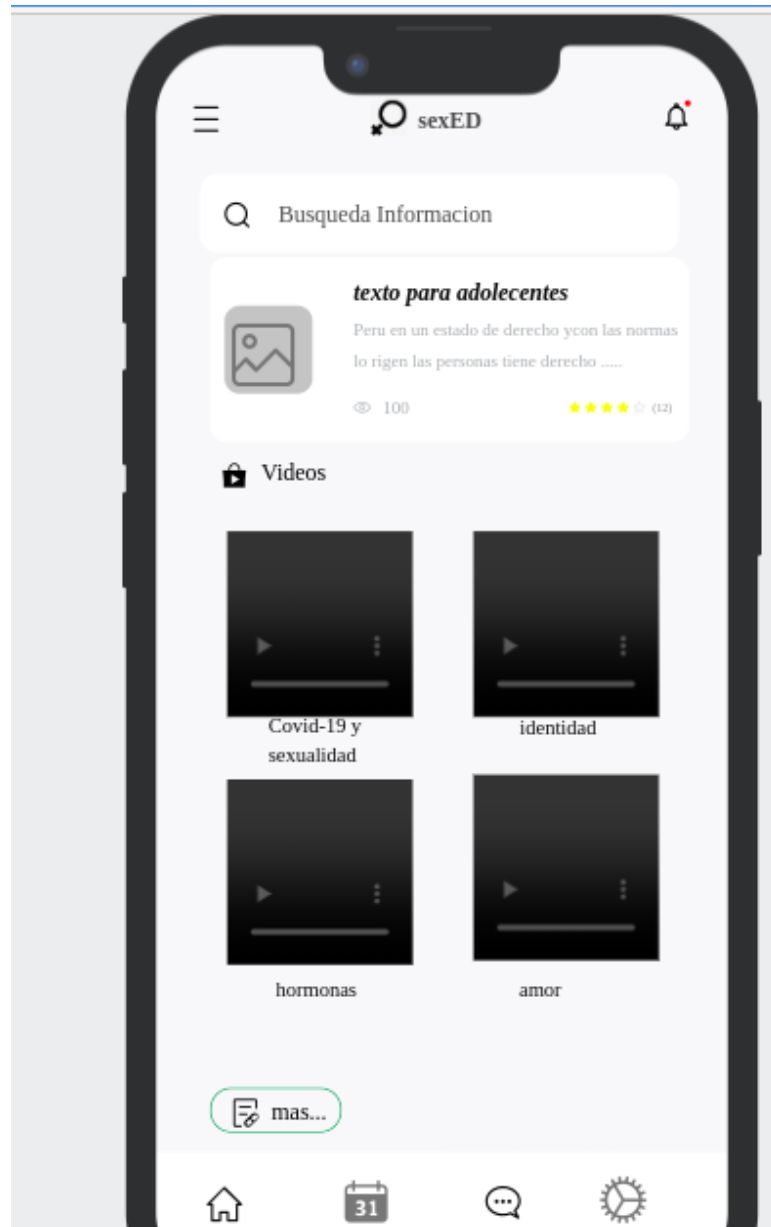 sexED
Busqueda Informacion
texto para adolecentes
Peru en un estado de derecho ycon las normas
lo rigen las personas tiene derecho .....
100
(12)
Videos
Covid-19 y
sexualidad
identidad
hormonas
amor
mas...
31